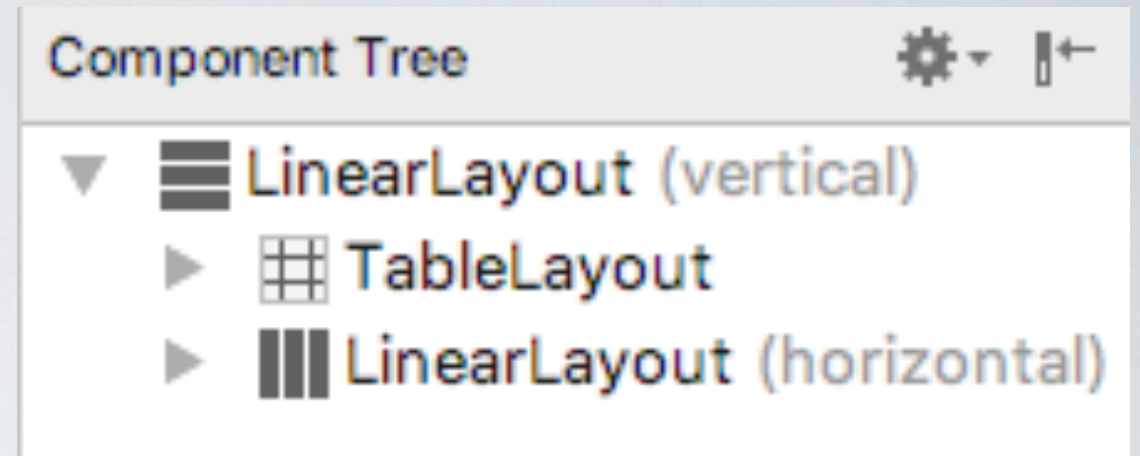 Component Tree
LinearLayout (vertical)
TableLayout
LinearLayout (horizontal)